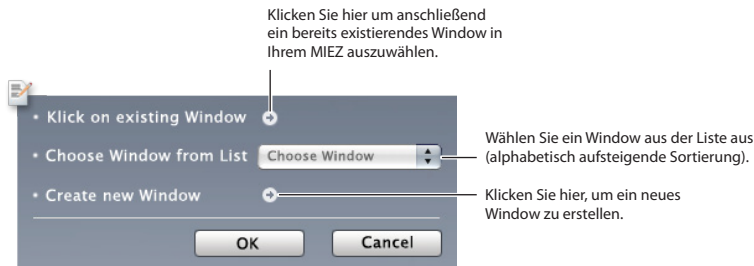 Klicken Sie hier um anschließend
ein bereits existierendes Window in
Ihrem MIEZ auszuwählen.
• Klick on existing Window
• Choose Window from List Choose Window
Wählen Sie ein Window aus der Liste aus
(alphabetisch aufsteigende Sortierung).
• Create new Window
Klicken Sie hier, um ein neues
Window zu erstellen.
OK Cancel